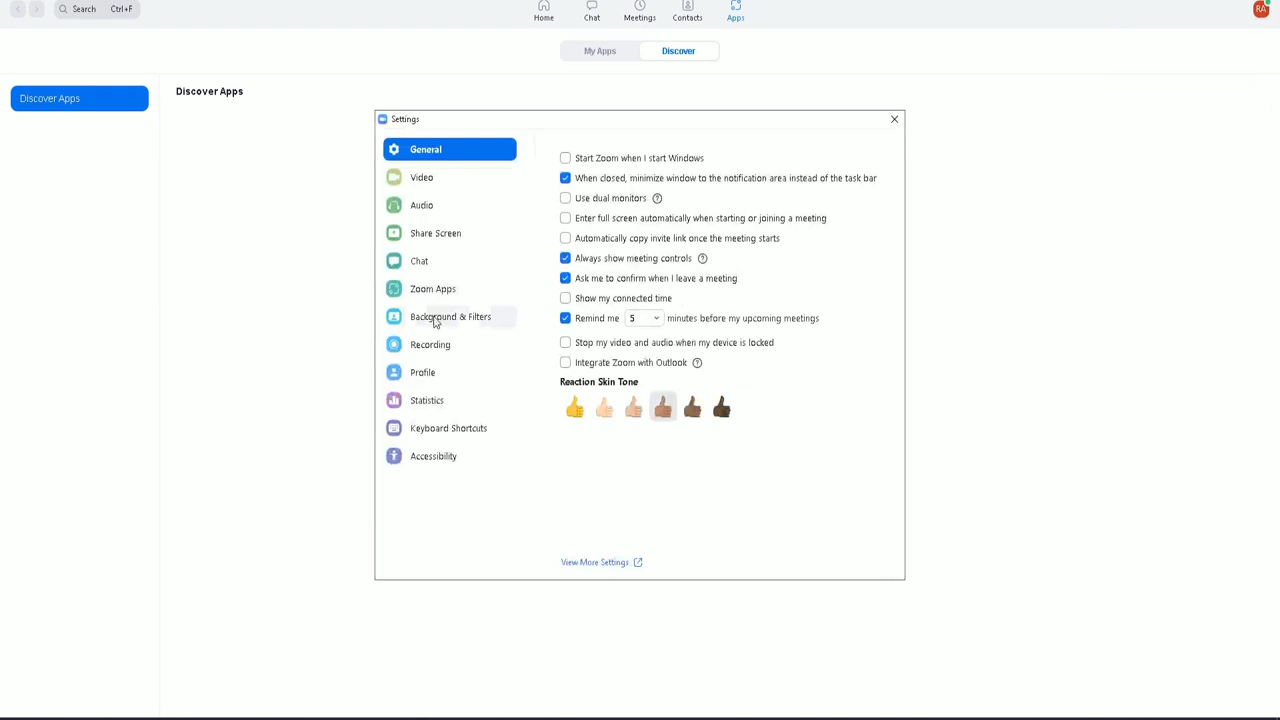 Search Ctrl+F
Home
Chat
Meetings
Contacts
Apps
RA
My Apps
Discover
Discover Apps
Discover Apps
Settings
General
Video
Audio
Share Screen
Chat
Zoom Apps
Background & Filters
Recording
Profile
Statistics
Keyboard Shortcuts
Accessibility
Start Zoom when I start Windows
When closed, minimize window to the notification area instead of the task bar
Use dual monitors ?
Enter full screen automatically when starting or joining a meeting
Automatically copy invite link once the meeting starts
Always show meeting controls ?
Ask me to confirm when I leave a meeting
Show my connected time
Remind me 5 minutes before my upcoming meetings
Stop my video and audio when my device is locked
Integrate Zoom with Outlook ?
Reaction Skin Tone
View More Settings